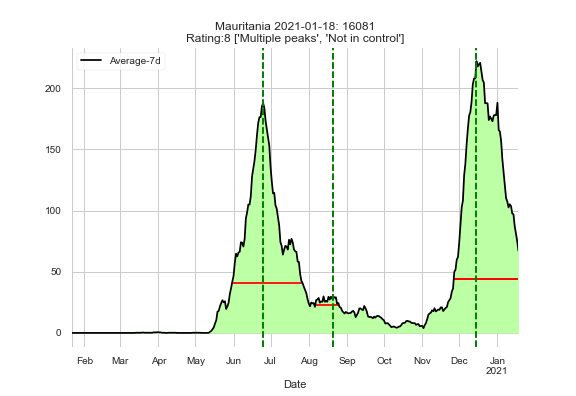 Mauritania 2021-01-18: 16081
Rating:8 ['Multiple peaks', 'Not in control']
Average-7d
200
150
100
50
0
Feb Mar Apr May Jun Jul Aug Sep Oct Nov Dec Jan
2021
Date